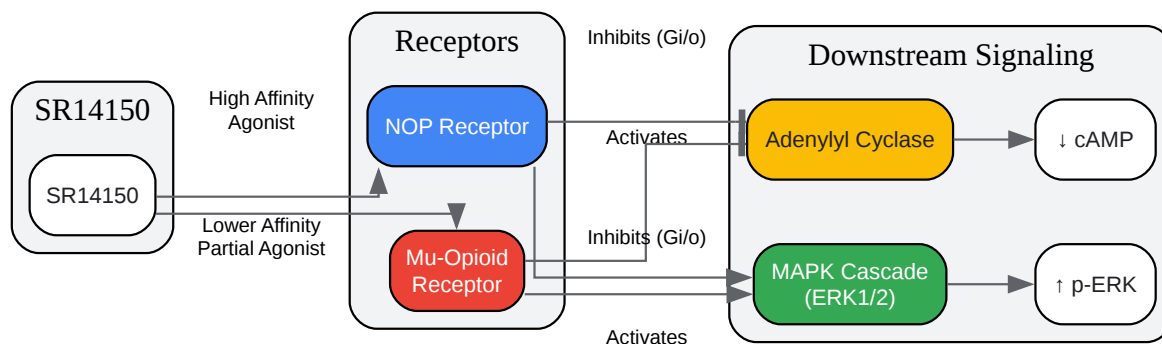 SR14150
SR14150
High Affinity
Agonist
Lower Affinity
Partial Agonist
Receptors
NOP Receptor
Mu-Opioid
Receptor
Inhibits (Gi/o)
Activates
Inhibits (Gi/o)
Activates
Downstream Signaling
Adenylyl Cyclase
↓ cAMP
MAPK Cascade
(ERK1/2)
↑ p-ERK